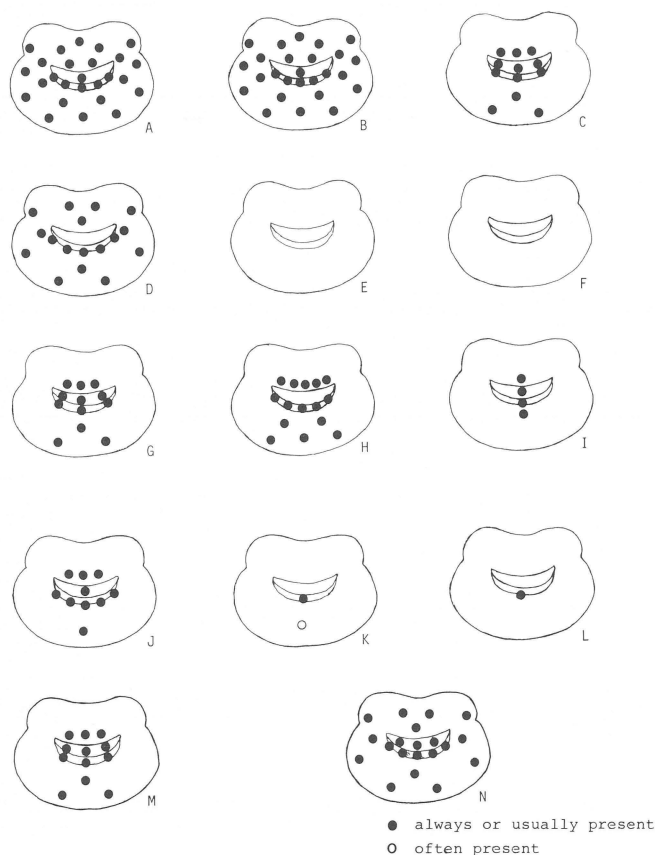 A
B
C
D
E
F
G
H
I
J
K
L
M
N
● always or usually present
○ often present